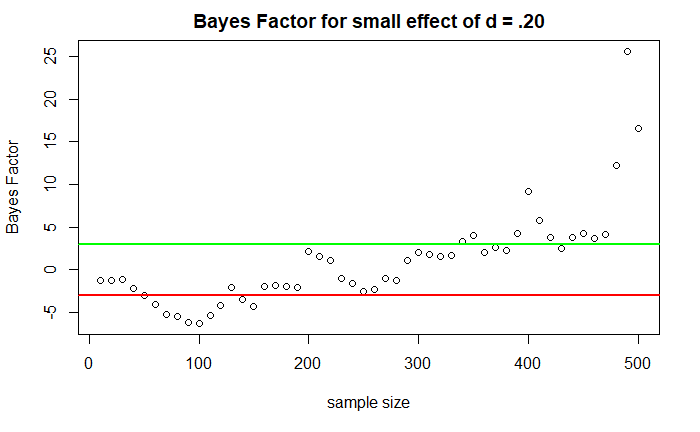 Bayes Factor for small effect of d = .20
Bayes Factor
25
20
15
10
5
0
-5
0 100 200 300 400 500
sample size